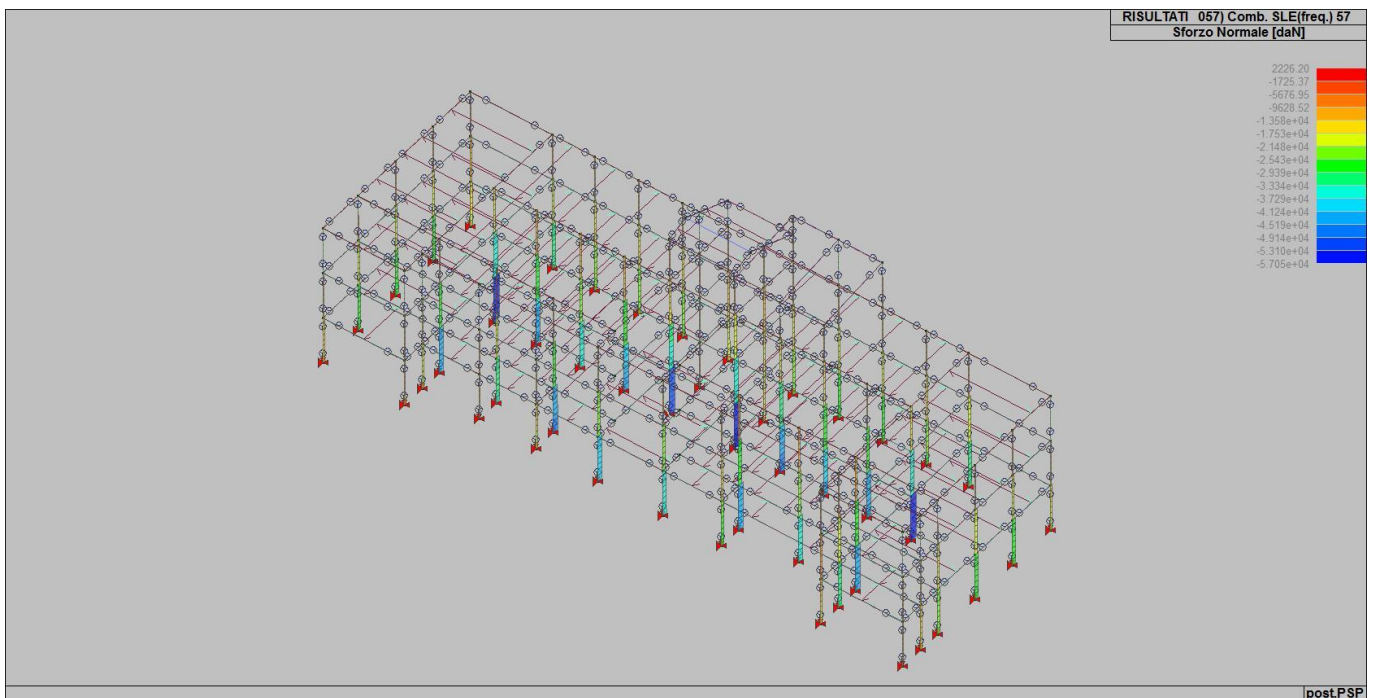 RISULTATI 057) Comb. SLE(freq.) 57
Sforzo Normale [daN]
2226.20
-1725.37
-5676.95
-9628.52
-1.358e+04
-1.753e+04
-2.148e+04
-2.543e+04
-2.939e+04
-3.334e+04
-3.729e+04
-4.124e+04
-4.519e+04
-4.914e+04
-5.310e+04
-5.705e+04
post.PSP